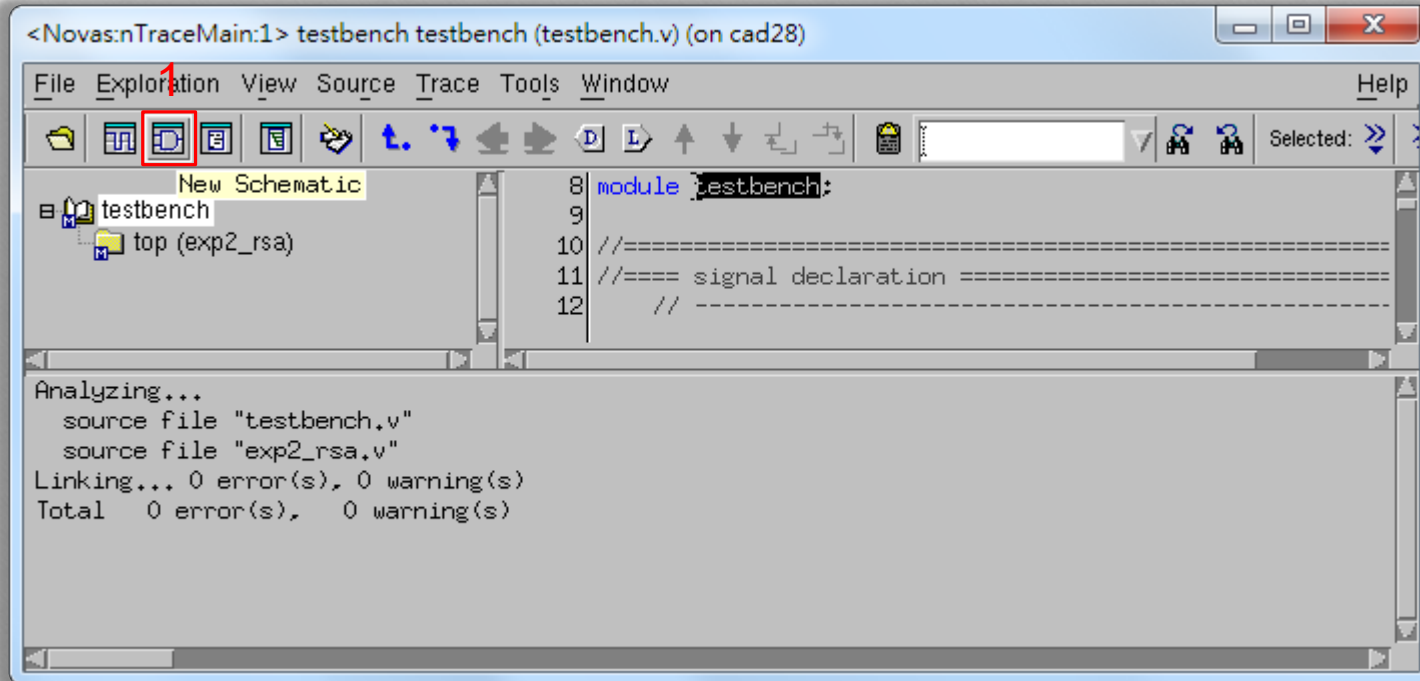 <Novas:nTraceMain:1> testbench testbench (testbench.v) (on cad28)
File Exploration View Source Trace Tools Window Help
1
D L Selected:
New Schematic
testbench
top (exp2_rsa)
8 module testbench;
9
10 //=======================================================
11 //==== signal declaration ===============================
12 // --------------------------------------------------
Analyzing...
source file "testbench.v"
source file "exp2_rsa.v"
Linking... 0 error(s), 0 warning(s)
Total 0 error(s), 0 warning(s)